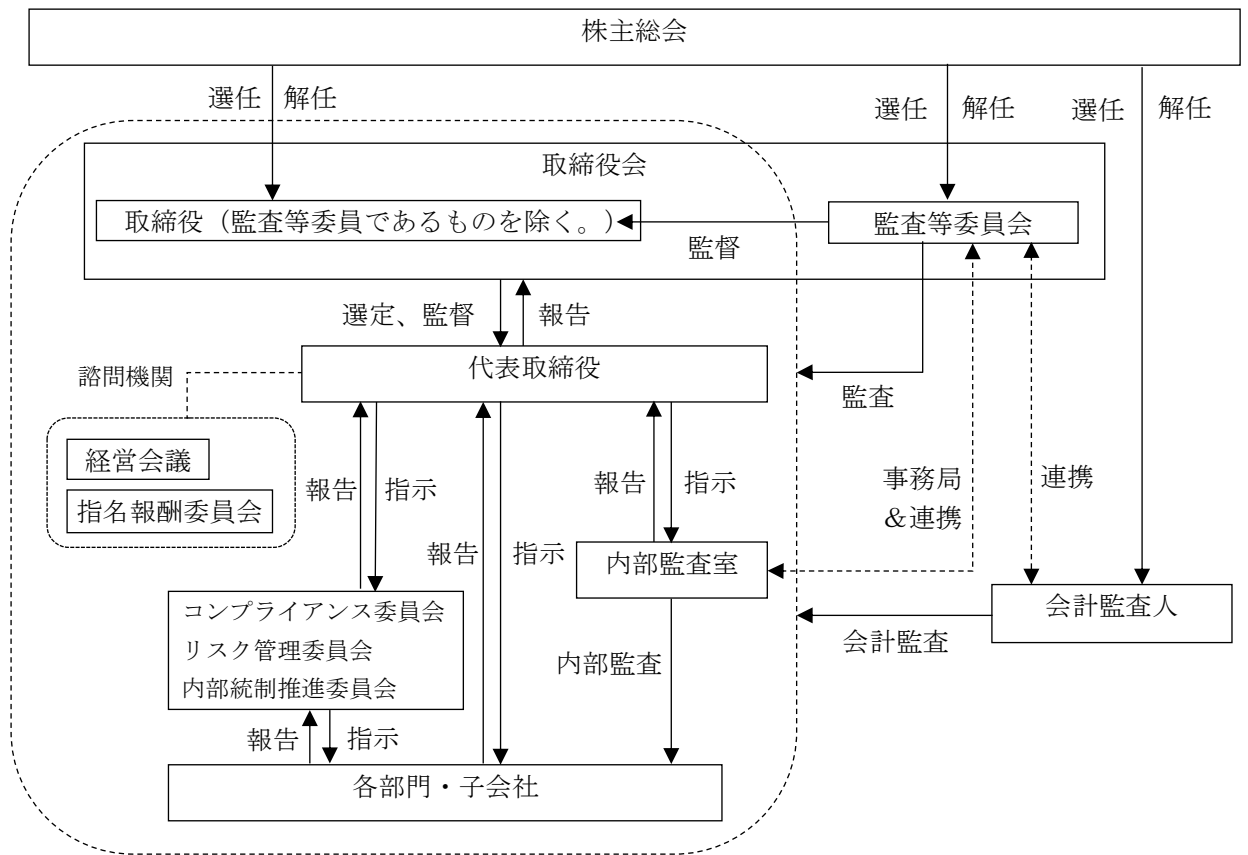 株主総会
選任 解任
選任 解任
選任 解任
取締役会
取締役（監査等委員であるものを除く。）
監査等委員会
監督
選定、監督
報告
代表取締役
諮問機関
監査
経営会議
指名報酬委員会
報告
指示
報告
指示
報告
指示
事務局
＆連携
連携
内部監査室
コンプライアンス委員会
リスク管理委員会
内部統制推進委員会
会計監査人
会計監査
内部監査
報告
指示
各部門・子会社